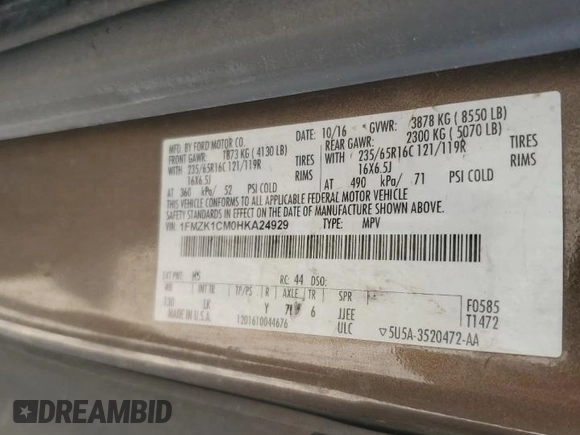 MFD. BY FORD MOTOR CO.
10/16 GVWR: 3878 KG ( 8550 LB)
FRONT GAWR: 1873 KG ( 4130 LB)
REAR GAWR: 2300 KG ( 5070 LB)
WITH 235/65R16C 121/119R TIRES
WITH 235/65R16C 121/119R TIRES
16X6.5J RIMS
16X6.5J RIMS
AT 360 kPa/ 52 PSI COLD
AT 490 kPa/ 71 PSI COLD
THIS VEHICLE CONFORMS TO ALL APPLICABLE FEDERAL MOTOR VEHICLE
SAFETY STANDARDS IN EFFECT ON THE DATE OF MANUFACTURE SHOWN ABOVE.
VIN: 1FMZK1CM0HKA24929 TYPE: MPV
EXT PNT: H5 RC: 44 DSO:
WB INT TR TP/PS R AXLE TR SPR
130 LK Y 6 JJEE
MADE IN U.S.A. 1201610044676 ULC
F0585
T1472
▽5U5A-3520472-AA
DREAMBID